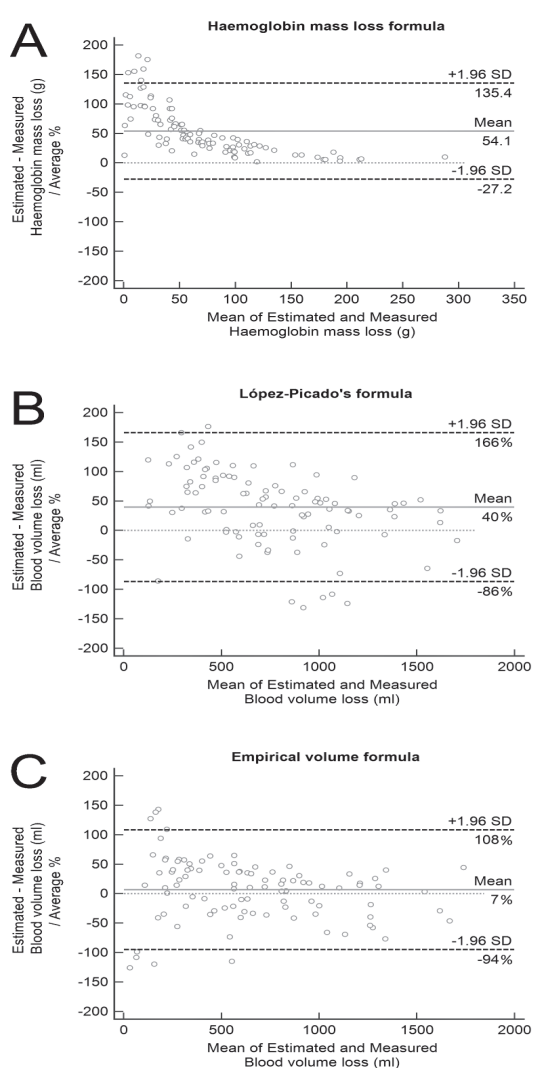 A
Haemoglobin mass loss formula
Estimated - Measured
Haemoglobin mass loss (g)
/ Average %
200
150
100
50
0
-50
-100
-150
-200
+1.96 SD
135.4
Mean
54.1
-1.96 SD
-27.2
0 50 100 150 200 250 300 350
Mean of Estimated and Measured
Haemoglobin mass loss (g)
B
López-Picado's formula
Estimated - Measured
Blood volume loss (ml)
/ Average %
200
150
100
50
0
-50
-100
-150
-200
+1.96 SD
166%
Mean
40%
-1.96 SD
-86%
0 500 1000 1500 2000
Mean of Estimated and Measured
Blood volume loss (ml)
C
Empirical volume formula
Estimated - Measured
Blood volume loss (ml)
/ Average %
200
150
100
50
0
-50
-100
-150
-200
+1.96 SD
108%
Mean
7%
-1.96 SD
-94%
0 500 1000 1500 2000
Mean of Estimated and Measured
Blood volume loss (ml)